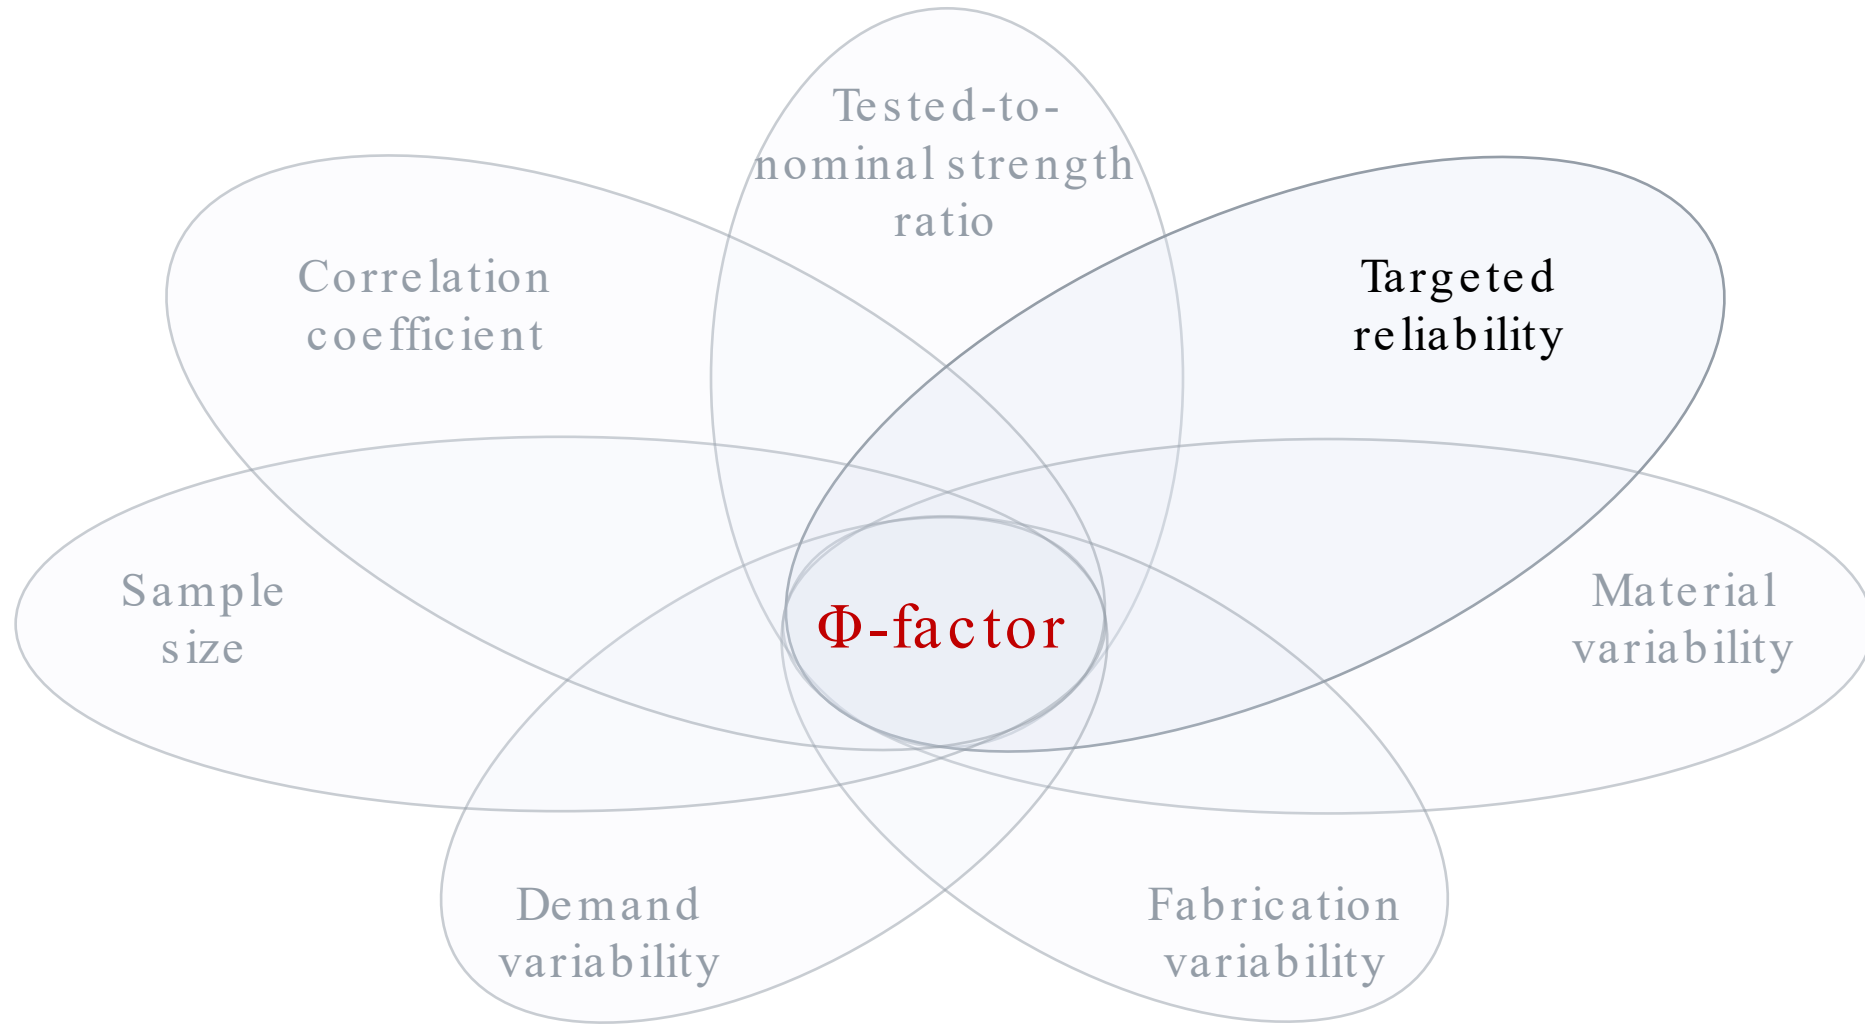 Tested-to-
nominal strength
ratio
Correlation
coefficient
Targeted
reliability
Sample
size
Φ-factor
Material
variability
Demand
variability
Fabrication
variability